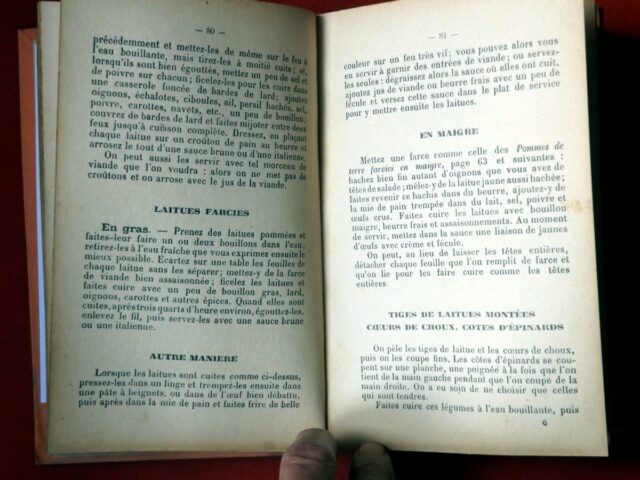 — 80 —
précédemment et mettez-les de même sur le feu à
l'eau bouillante, mais tirez-les à moitié cuits; et,
lorsqu'ils sont bien égouttés, mettez un peu de sel et
de poivre sur chacun; ficelez-les pour les cuire dans
une casserole foncée de bardes de lard; ajoutez
oignons, échalotes, ciboules, ail, persil hachés, sel,
poivre, carottes, navets, etc., un peu de bouillon;
couvrez de bardes de lard et faites mijoter entre deux
feux jusqu'à cuisson complète. Dressez, en plaçant
chaque laitue sur un croûton de pain au beurre et
arrosez le tout d'une sauce brune ou d'une italienne.
On peut aussi les servir avec tel morceau de
viande que l'on voudra : alors on ne met pas de
croûtons et on arrose avec le jus de la viande.
LAITUES FARCIES
En gras. — Prenez des laitues pommées et
faites-leur faire un ou deux bouillons dans l'eau;
retirez-les à l'eau fraîche que vous exprimez ensuite le
mieux possible. Ecartez sur une table les feuilles de
chaque laitue sans les séparer; mettez-y de la farce
de viande bien assaisonnée; ficelez les laitues et
faites cuire avec un peu de bouillon gras, lard,
oignons, carottes et autres épices. Quand elles sont
cuites, après trois quarts d'heure environ, égouttez-les,
enlevez le fil, puis servez-les avec une sauce brune
ou une italienne.
AUTRE MANIERE
Lorsque les laitues sont cuites comme ci-dessus,
pressez-les dans un linge et trempez-les ensuite dans
une pâte à beignets, ou dans de l'œuf bien débattu,
puis après dans la mie de pain et faites frire de belle
— 81 —
couleur sur un feu très vif; vous pouvez alors vous
en servir à garnir des entrées de viande; ou servez-
les seules : dégraissez alors la sauce où elles ont cuit,
ajoutez jus de viande ou beurre frais avec un peu de
fécule et versez cette sauce dans le plat de service
pour y mettre ensuite les laitues.
EN MAIGRE
Mettez une farce comme celle des Pommes de
terre farcies en maigre, page 63 et suivantes :
hachez bien fin autant d'oignons que vous avez de
têtes de salade; mêlez-y de la laitue jaune aussi hachée;
faites revenir ce hachis dans du beurre, ajoutez-y de
la mie de pain trempée dans du lait, sel, poivre et
œufs crus. Faites cuire les laitues avec bouillon
maigre, beurre frais et assaisonnements. Au moment
de servir, mettez dans la sauce une liaison de jaunes
d'œufs avec crème et fécule.
On peut, au lieu de laisser les têtes entières,
détacher chaque feuille que l'on remplit de farce et
qu'on lie pour les faire cuire comme les têtes
entières.
TIGES DE LAITUES MONTÉES
CŒURS DE CHOUX, COTES D'ÉPINARDS
On pèle les tiges de laitue et les cœurs de choux,
puis on les coupe fins. Les côtes d'épinards se cou-
pent sur une planche, une poignée à la fois que l'on
tient de la main gauche pendant que l'on coupe de la
main droite. On a eu soin de ne choisir que celles
qui sont tendres.
Faites cuire ces légumes à l'eau bouillante, puis
6